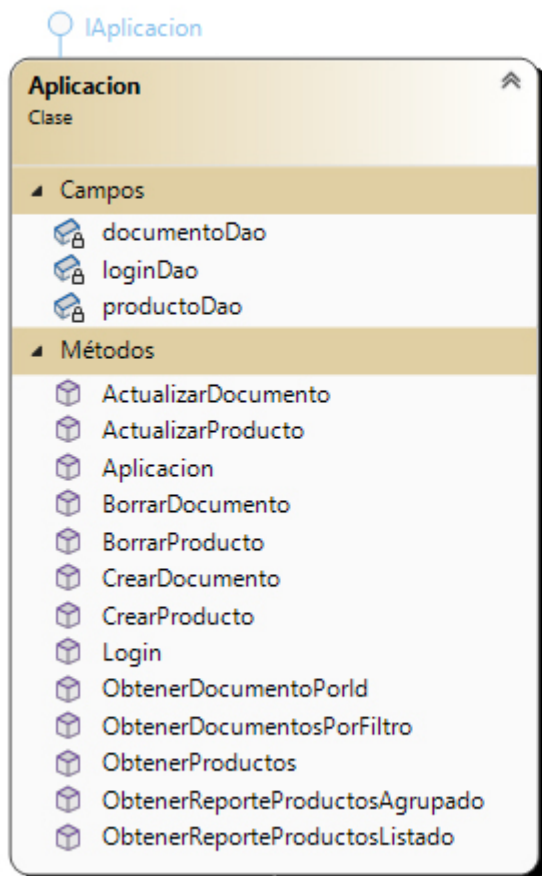 IAplicacion
Aplicacion
Clase
Campos
documentoDao
loginDao
productoDao
Métodos
ActualizarDocumento
ActualizarProducto
Aplicacion
BorrarDocumento
BorrarProducto
CrearDocumento
CrearProducto
Login
ObtenerDocumentoPorId
ObtenerDocumentosPorFiltro
ObtenerProductos
ObtenerReporteProductosAgrupado
ObtenerReporteProductosListado